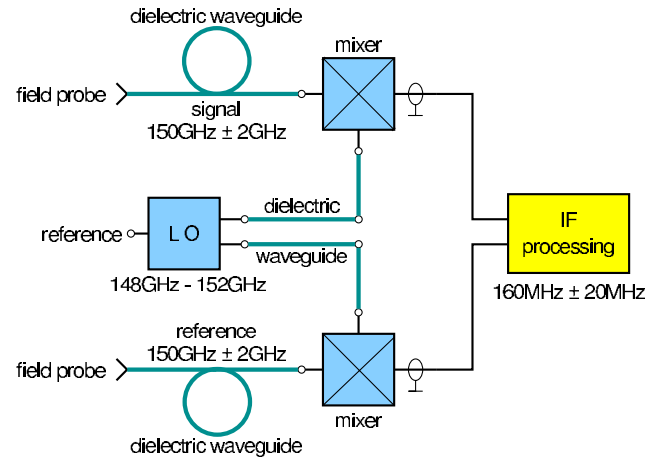 dielectric waveguide
mixer
field probe
signal
150GHz ± 2GHz
dielectric
reference
L O
waveguide
148GHz - 152GHz
IF
processing
160MHz ± 20MHz
reference
150GHz ± 2GHz
field probe
mixer
dielectric waveguide